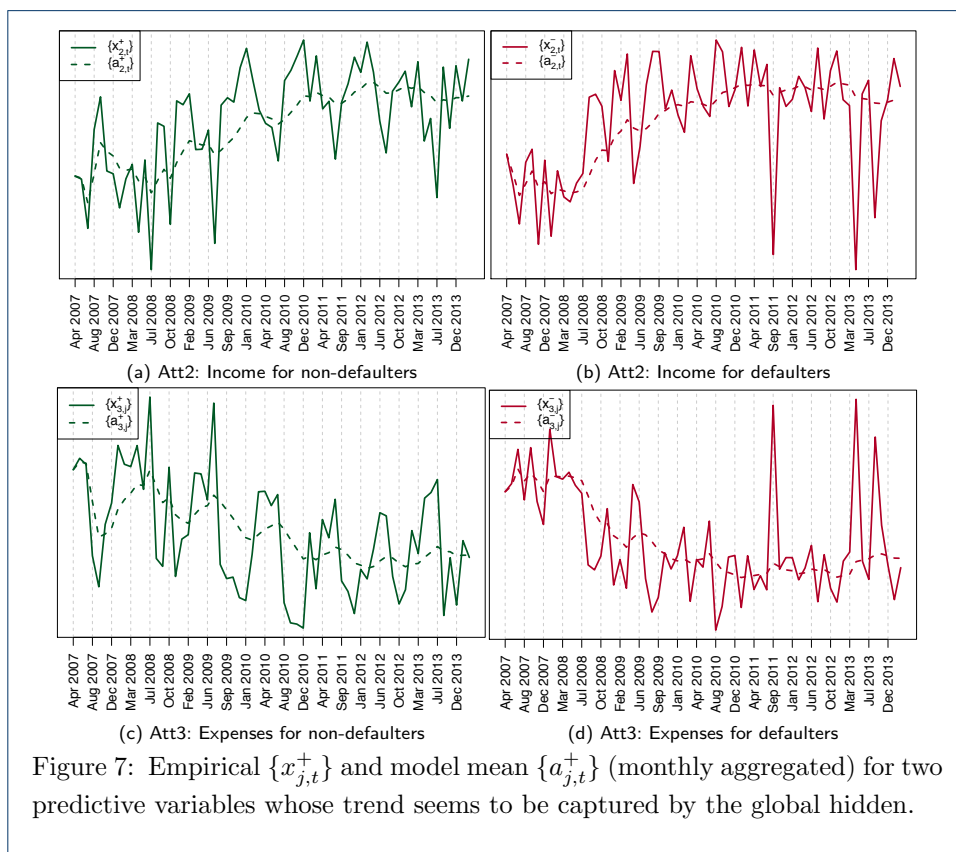 {x⁺₂,ₜ}
{a⁺₂,ₜ}
{x⁻₂,ₜ}
{a⁻₂,ₜ}
Apr 2007
Aug 2007
Dec 2007
Mar 2008
Jul 2008
Oct 2008
Feb 2009
Jun 2009
Sep 2009
Jan 2010
Apr 2010
Aug 2010
Dec 2010
Apr 2011
Sep 2011
Jan 2012
Jun 2012
Oct 2012
Mar 2013
Jul 2013
Dec 2013
Apr 2007
Aug 2007
Dec 2007
Mar 2008
Jul 2008
Oct 2008
Feb 2009
Jun 2009
Sep 2009
Jan 2010
Apr 2010
Aug 2010
Dec 2010
Apr 2011
Sep 2011
Jan 2012
Jun 2012
Oct 2012
Mar 2013
Jul 2013
Dec 2013
(a) Att2: Income for non-defaulters
(b) Att2: Income for defaulters
{x⁺₃,ⱼ}
{a⁺₃,ⱼ}
{x⁻₃,ⱼ}
{a⁻₃,ⱼ}
Apr 2007
Aug 2007
Dec 2007
Mar 2008
Jul 2008
Oct 2008
Feb 2009
Jun 2009
Sep 2009
Jan 2010
Apr 2010
Aug 2010
Dec 2010
Apr 2011
Sep 2011
Jan 2012
Jun 2012
Oct 2012
Mar 2013
Jul 2013
Dec 2013
Apr 2007
Aug 2007
Dec 2007
Mar 2008
Jul 2008
Oct 2008
Feb 2009
Jun 2009
Sep 2009
Jan 2010
Apr 2010
Aug 2010
Dec 2010
Apr 2011
Sep 2011
Jan 2012
Jun 2012
Oct 2012
Mar 2013
Jul 2013
Dec 2013
(c) Att3: Expenses for non-defaulters
(d) Att3: Expenses for defaulters
Figure 7: Empirical {x⁺ⱼ,ₜ} and model mean {a⁺ⱼ,ₜ} (monthly aggregated) for two
predictive variables whose trend seems to be captured by the global hidden.